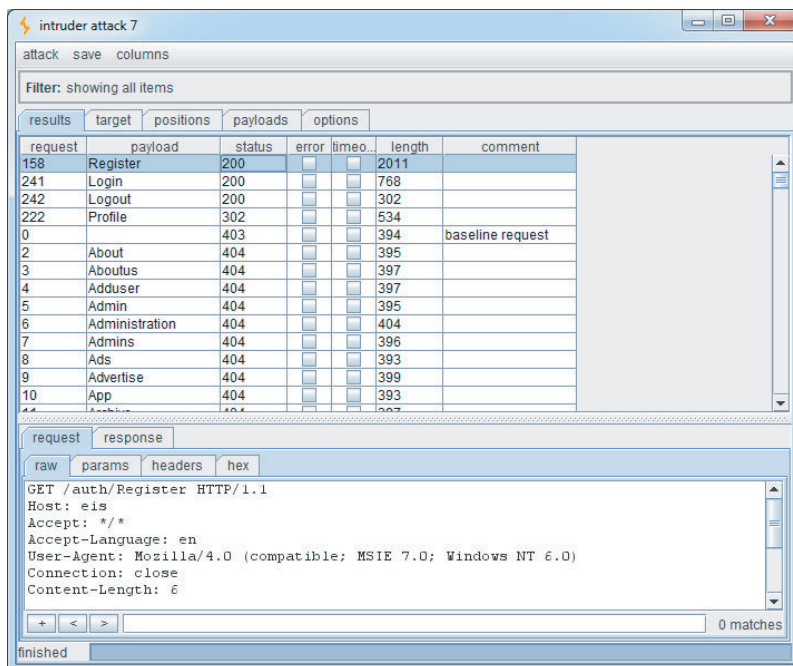 intruder attack 7
attack save columns
Filter: showing all items
results target positions payloads options
request payload status error timeo... length comment
158 Register 200 2011
241 Login 200 768
242 Logout 200 302
222 Profile 302 534
0 403 394 baseline request
2 About 404 395
3 Aboutus 404 397
4 Adduser 404 397
5 Admin 404 395
6 Administration 404 404
7 Admins 404 396
8 Ads 404 393
9 Advertise 404 399
10 App 404 393
request response
raw params headers hex
GET /auth/Register HTTP/1.1
Host: eis
Accept: */*
Accept-Language: en
User-Agent: Mozilla/4.0 (compatible; MSIE 7.0; Windows NT 6.0)
Connection: close
Content-Length: 6
+ < > 0 matches
finished